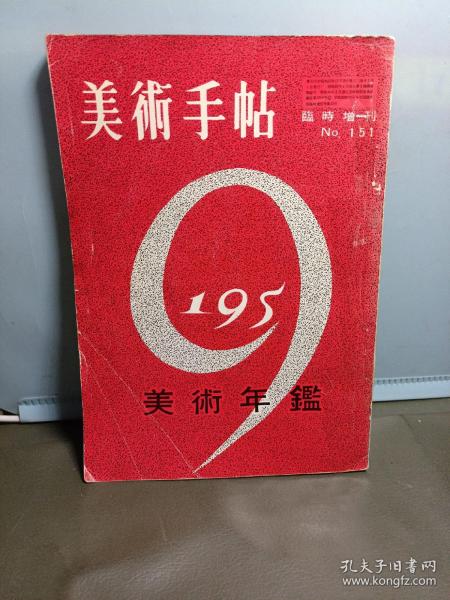 美術手帖
臨時増刊
No. 151
195
9
美術年鑑
孔夫子旧书网
www.kongfz.com